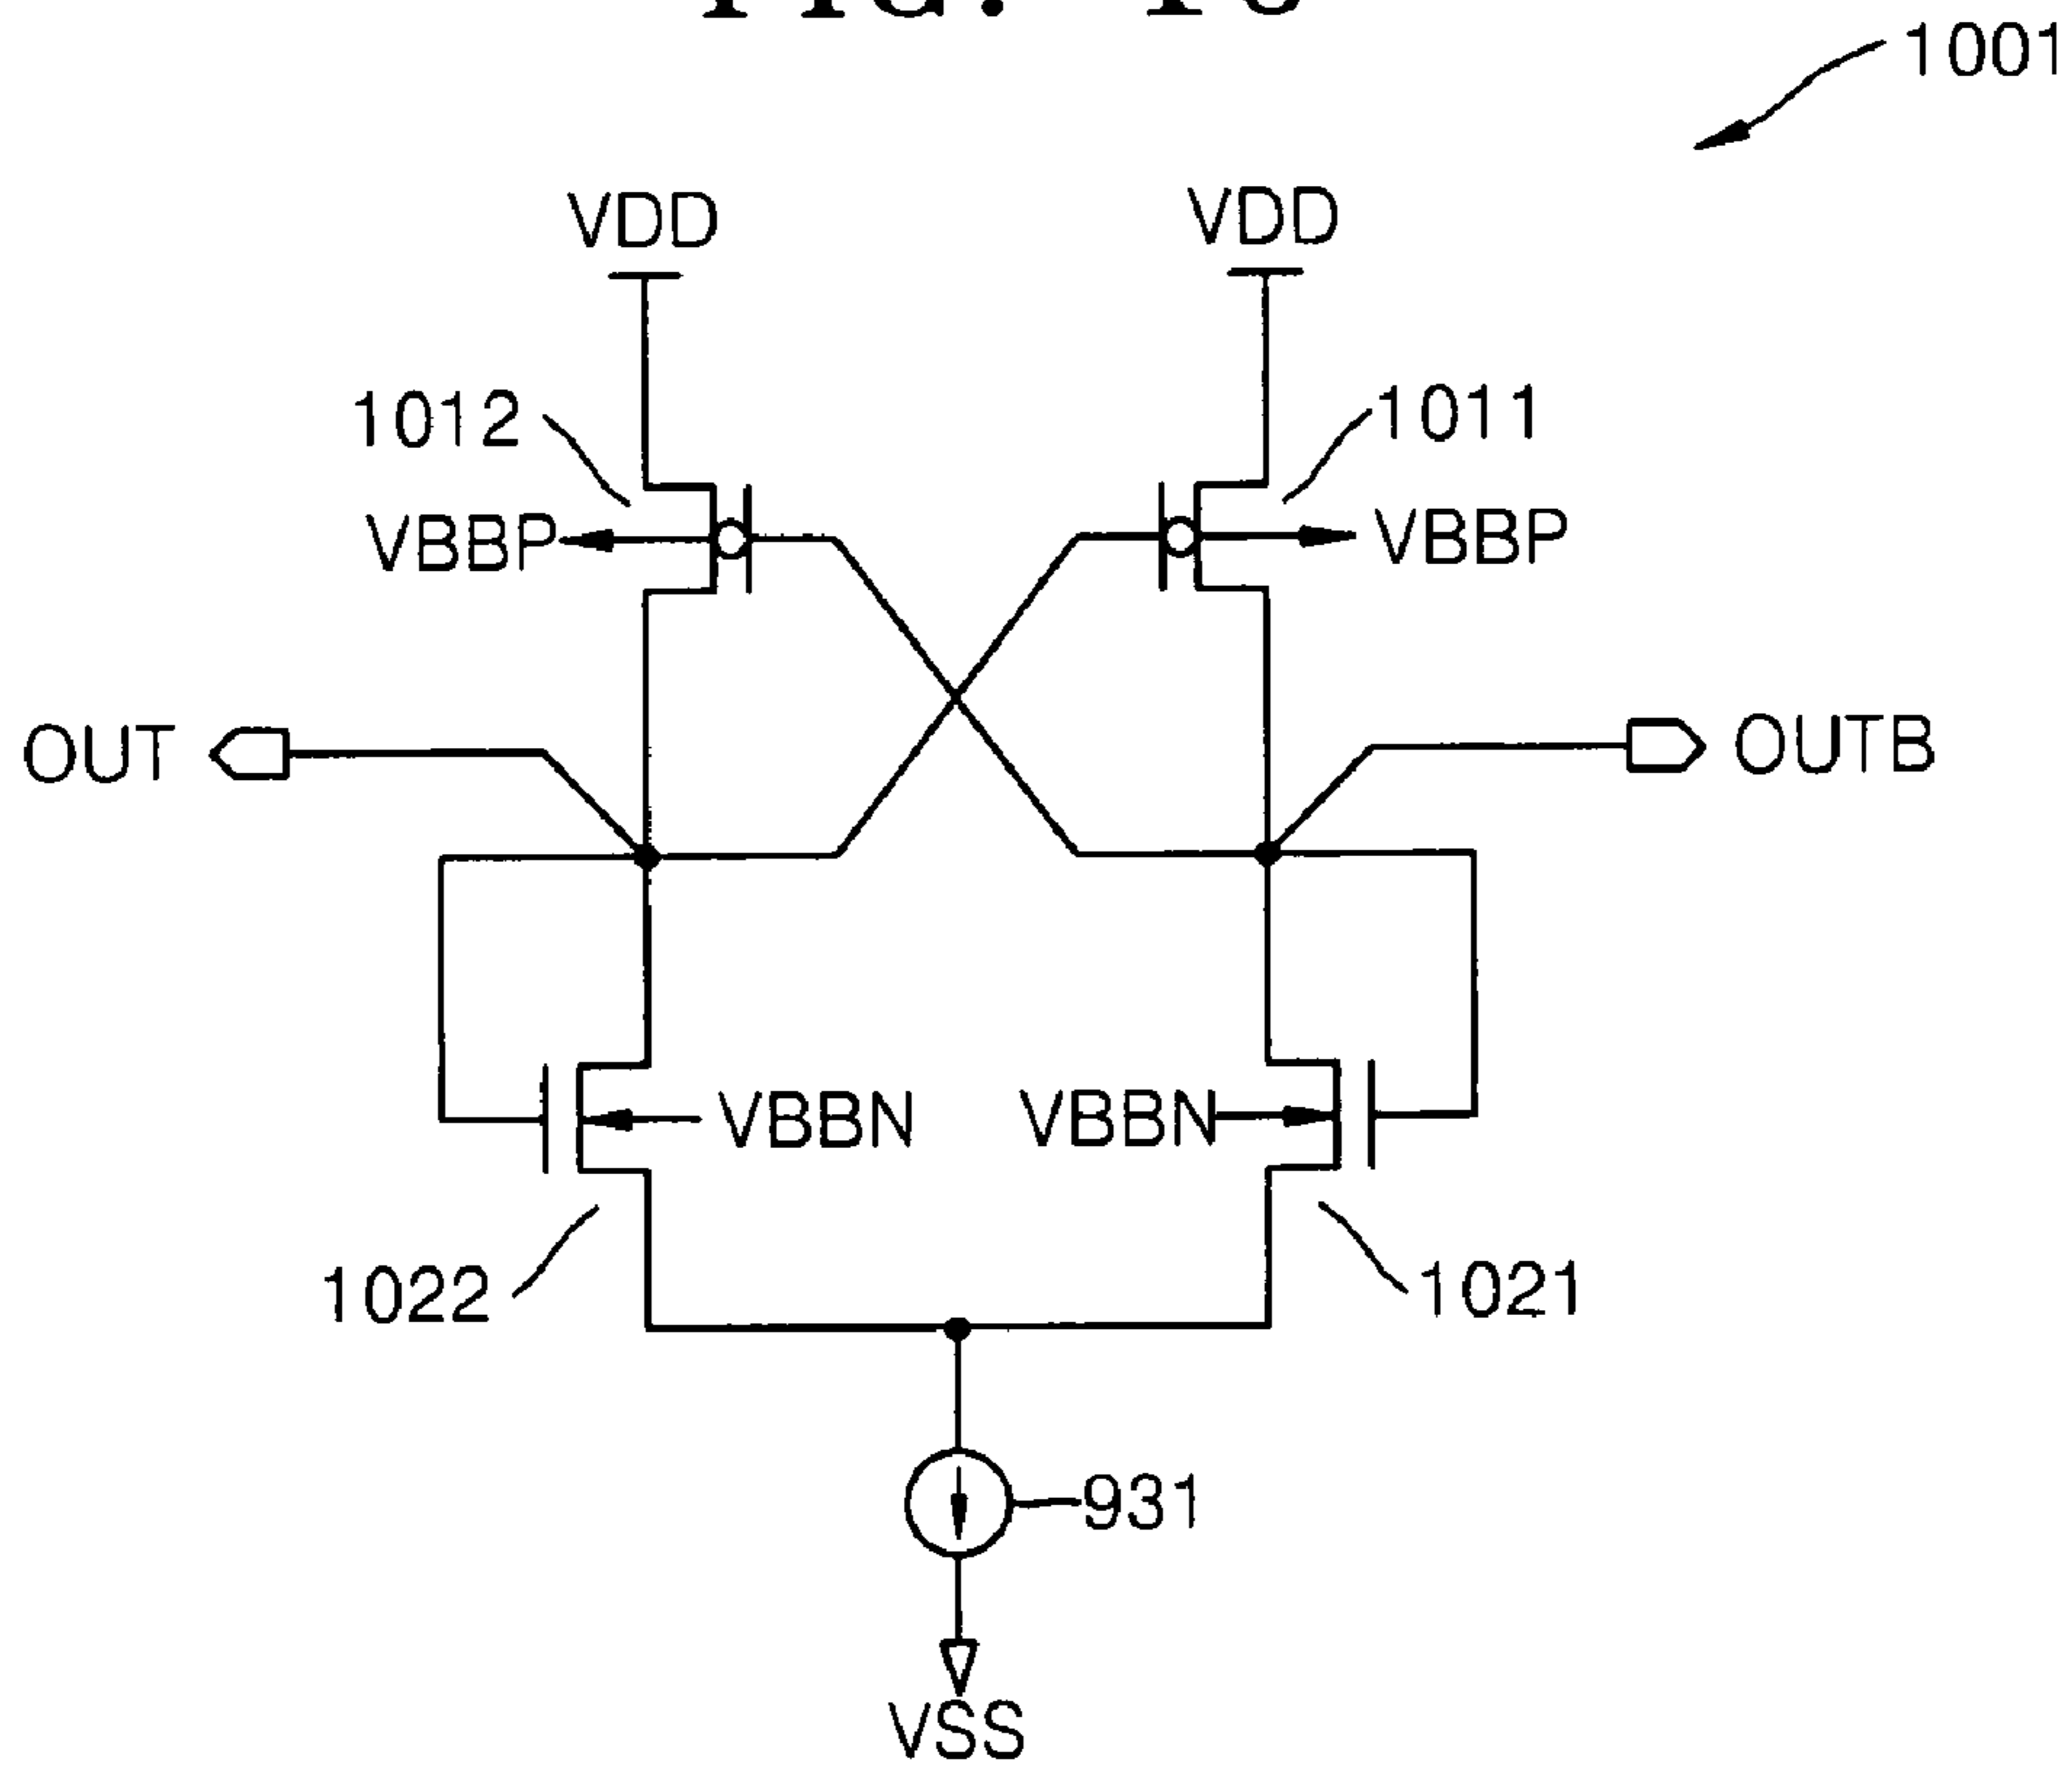 1001
VDD VDD
1012 1011
VBBP VBBP
OUT OUTB
VBBN VBBN
1022 1021
931
VSS